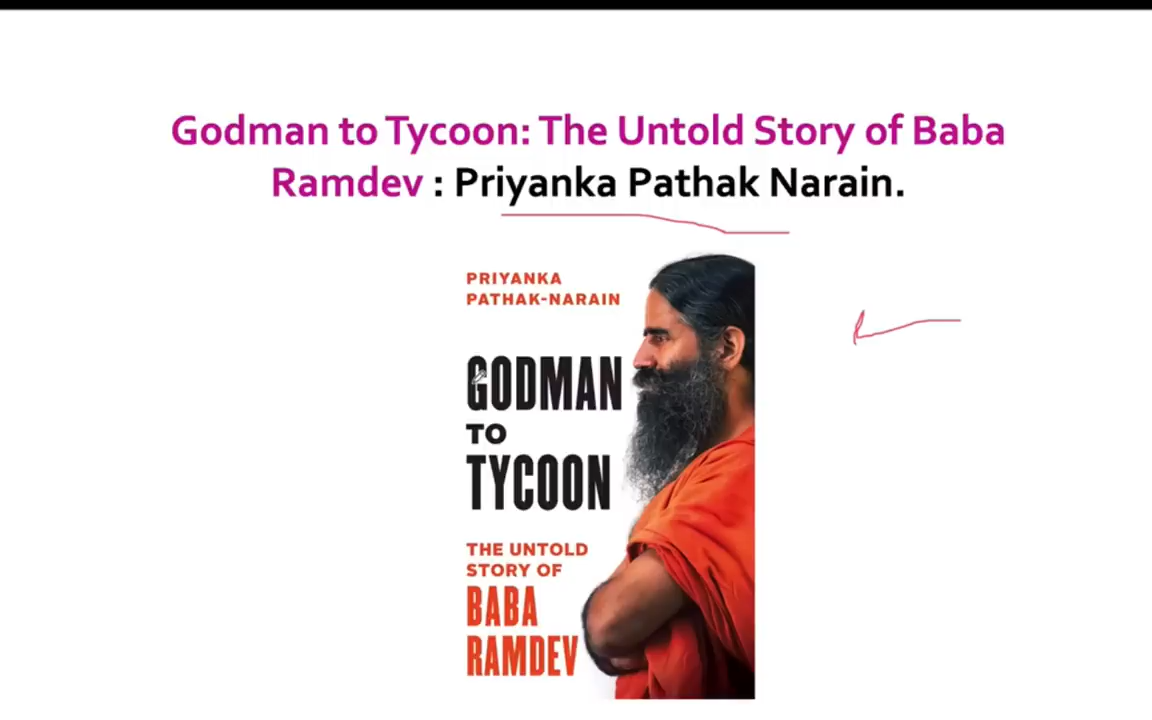 Godman to Tycoon: The Untold Story of Baba
Ramdev : Priyanka Pathak Narain.
PRIYANKA
PATHAK-NARAIN
GODMAN
TO
TYCOON
THE UNTOLD
STORY OF
BABA
RAMDEV